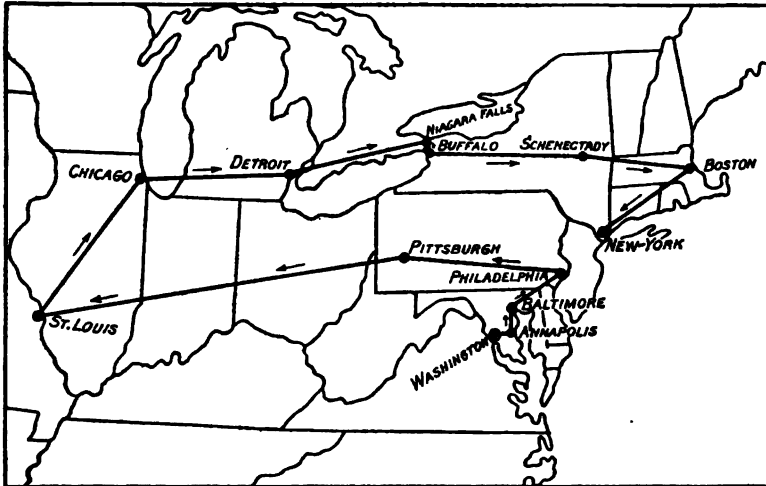 NIAGARA FALLS
BUFFALO
SCHENECTADY
DETROIT
CHICAGO
BOSTON
NEW-YORK
PITTSBURGH
PHILADELPHIA
BALTIMORE
ST. LOUIS
ANNAPOLIS
WASHINGTON